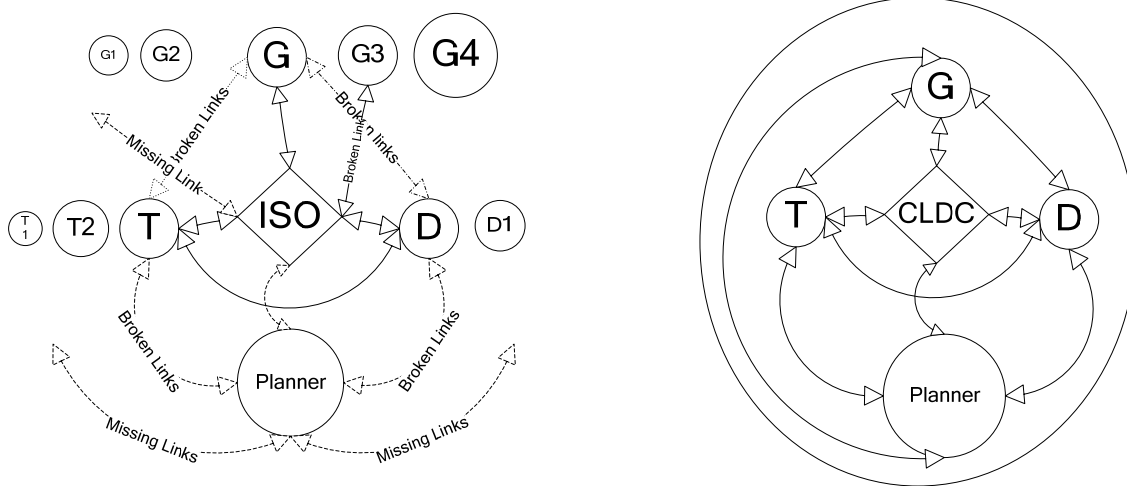 G1
G2
G
G3
G4
Broken Links
Broken links
Broken Link
Missing Link
ISO
T
1
T2
T
D
D1
Broken Links
Broken Links
Planner
Missing Links
Missing Links
G
T
CLDC
D
Planner